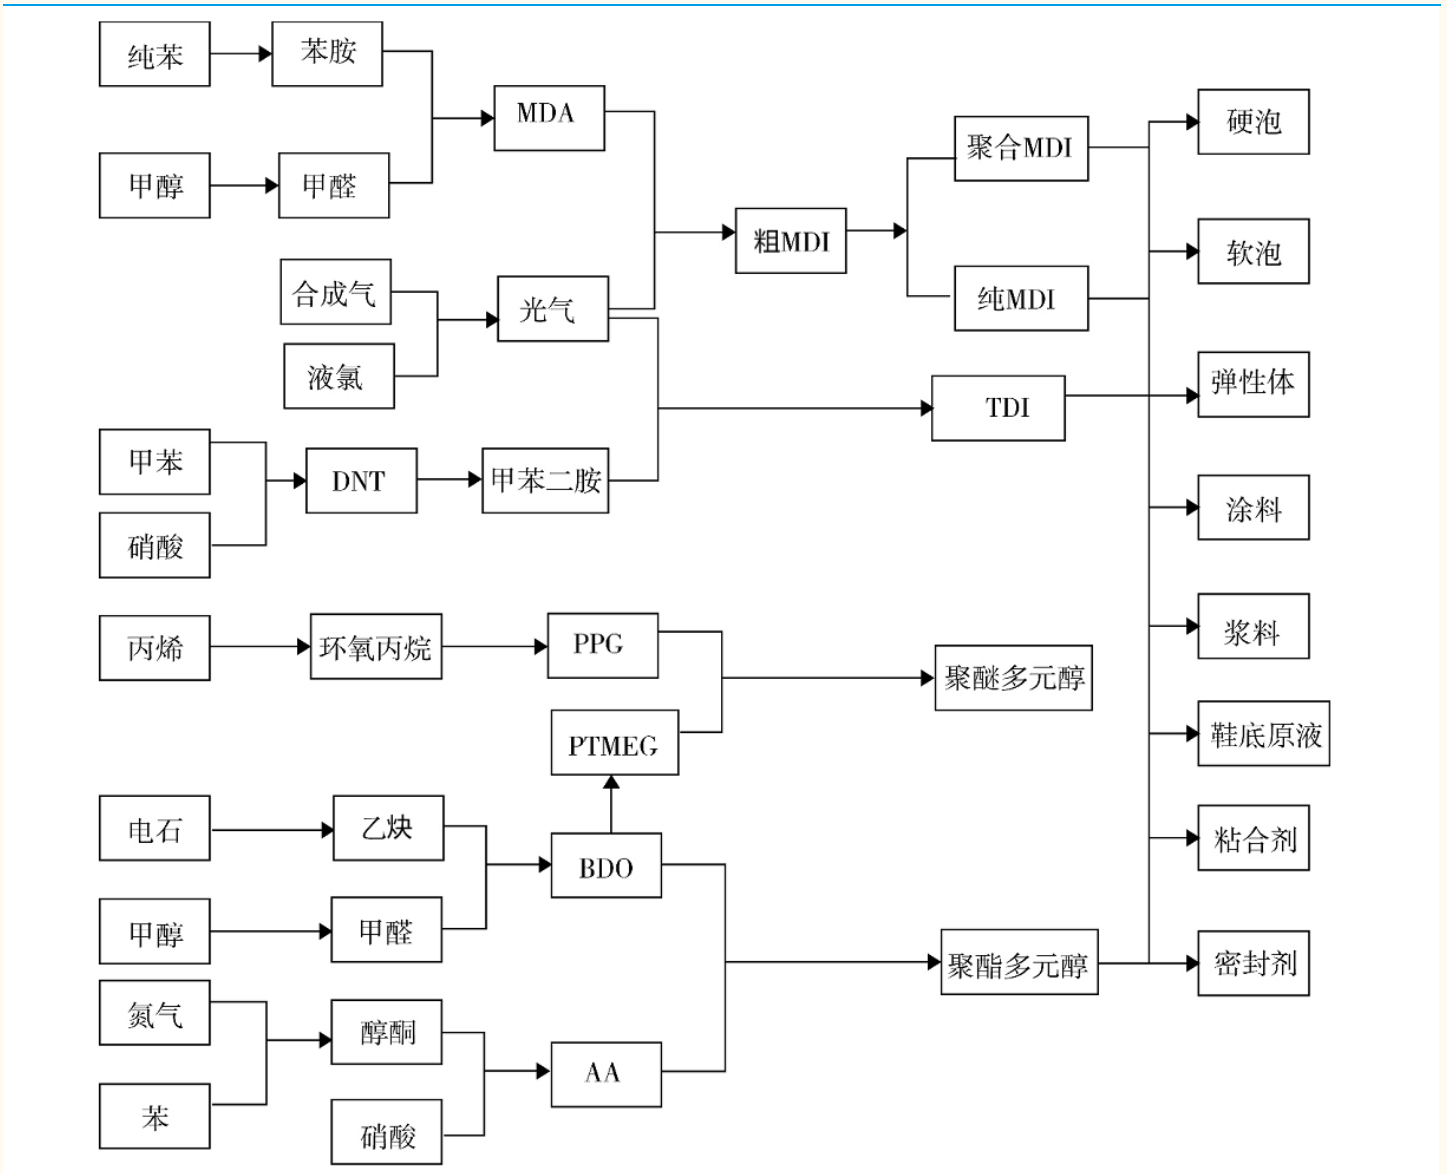 纯苯
苯胺
MDA
甲醇
甲醛
合成气
液氯
光气
粗MDI
聚合MDI
纯MDI
甲苯
硝酸
DNT
甲苯二胺
TDI
丙烯
环氧丙烷
PPG
PTMEG
聚醚多元醇
电石
乙炔
甲醇
甲醛
BDO
氮气
苯
醇酮
硝酸
AA
聚酯多元醇
硬泡
软泡
弹性体
涂料
浆料
鞋底原液
粘合剂
密封剂